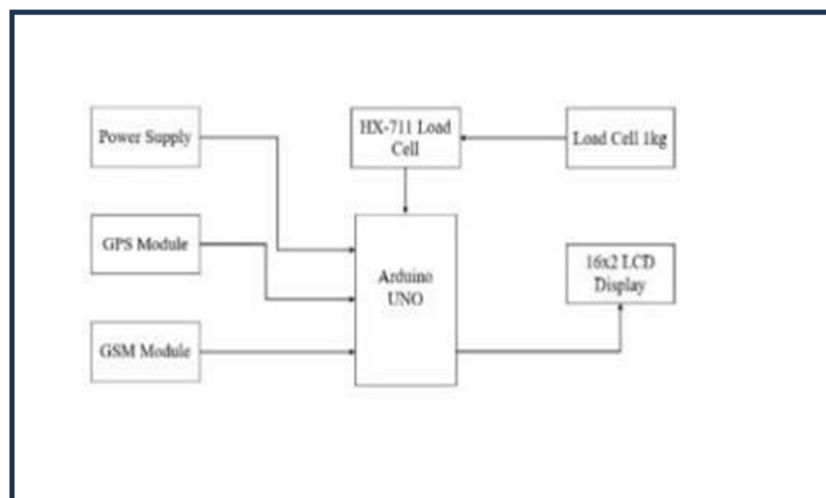 Power Supply
HX-711 Load
Cell
Load Cell 1kg
GPS Module
Arduino
UNO
16x2 LCD
Display
GSM Module